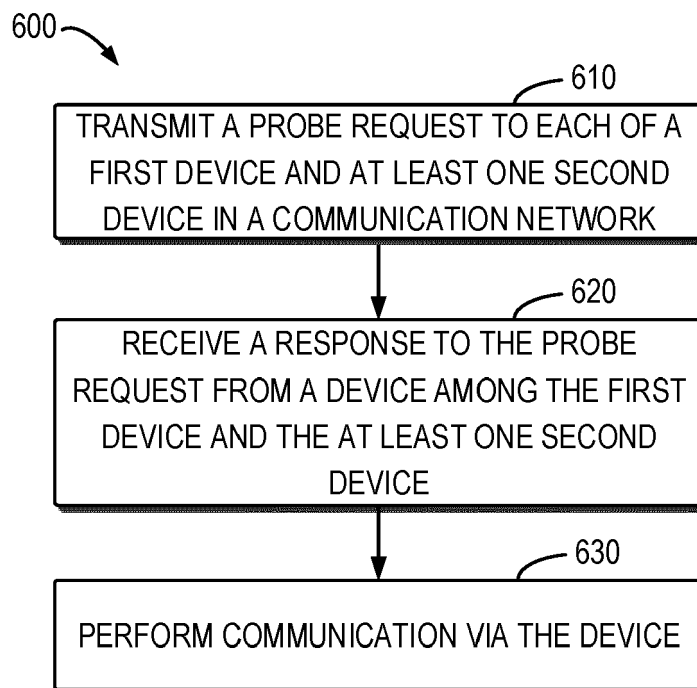 600
610
TRANSMIT A PROBE REQUEST TO EACH OF A
FIRST DEVICE AND AT LEAST ONE SECOND
DEVICE IN A COMMUNICATION NETWORK
620
RECEIVE A RESPONSE TO THE PROBE
REQUEST FROM A DEVICE AMONG THE FIRST
DEVICE AND THE AT LEAST ONE SECOND
DEVICE
630
PERFORM COMMUNICATION VIA THE DEVICE